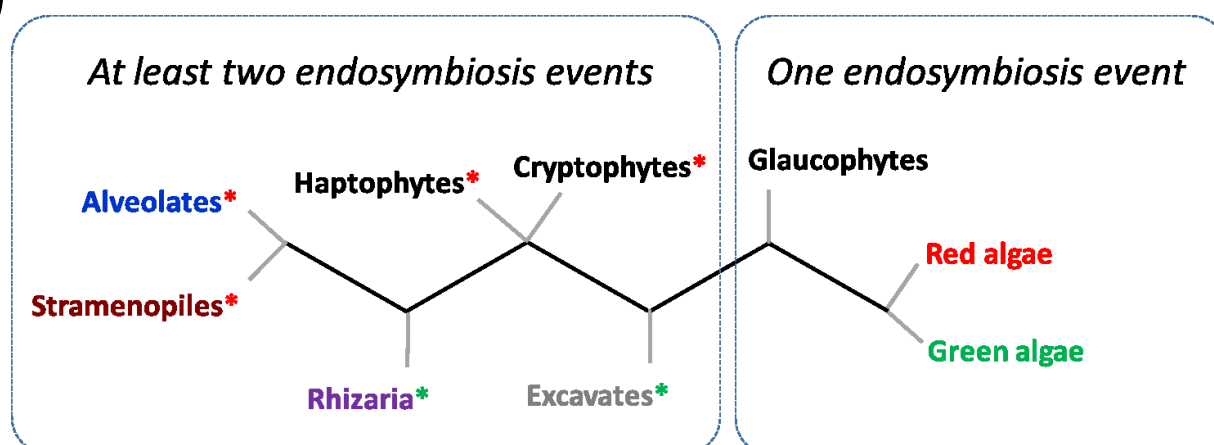 At least two endosymbiosis events
One endosymbiosis event
Cryptophytes*
Glaucophytes
Haptophytes*
Alveolates*
Red algae
Stramenopiles*
Green algae
Rhizaria*
Excavates*